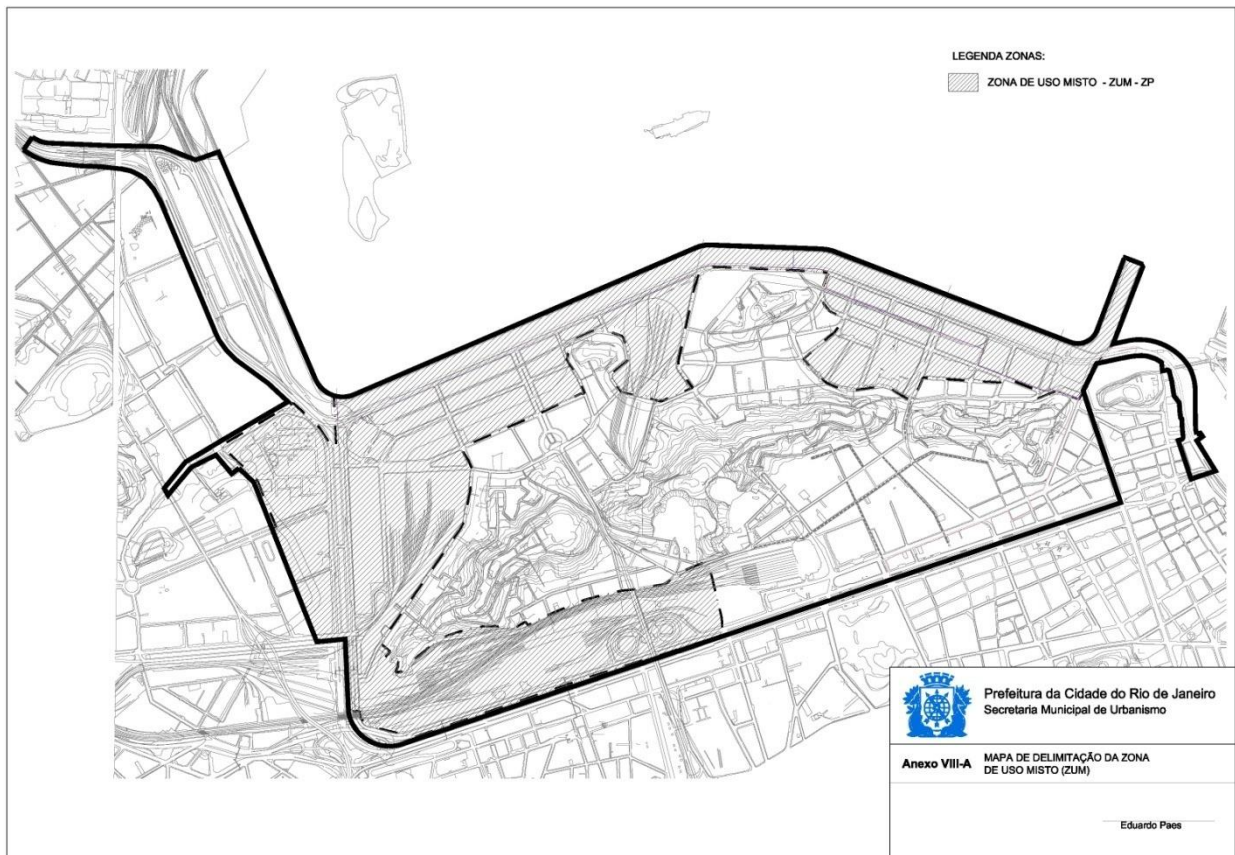 LEGENDA ZONAS:
ZONA DE USO MISTO - ZUM - ZP
Prefeitura da Cidade do Rio de Janeiro
Secretaria Municipal de Urbanismo
Anexo VIII-A
MAPA DE DELIMITAÇÃO DA ZONA
DE USO MISTO (ZUM)
Eduardo Paes